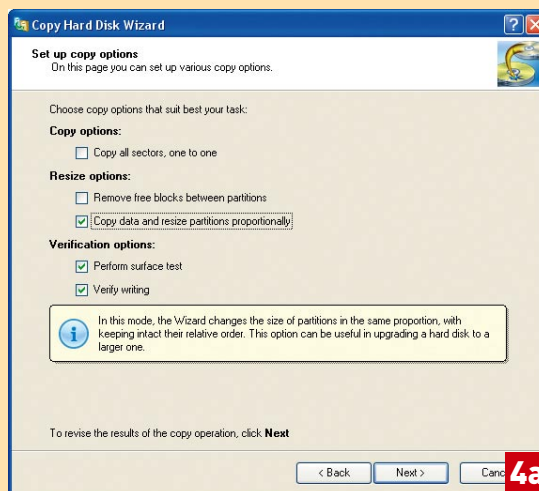 Copy Hard Disk Wizard
Set up copy options
On this page you can set up various copy options.
Choose copy options that suit best your task:
Copy options:
Copy all sectors, one to one
Resize options:
Remove free blocks between partitions
Copy data and resize partitions proportionally
Verification options:
Perform surface test
Verify writing
In this mode, the Wizard changes the size of partitions in the same proportion, with
keeping intact their relative order. This option can be useful in upgrading a hard disk to a
larger one.
To revise the results of the copy operation, click Next
< Back Next > Canc
4a